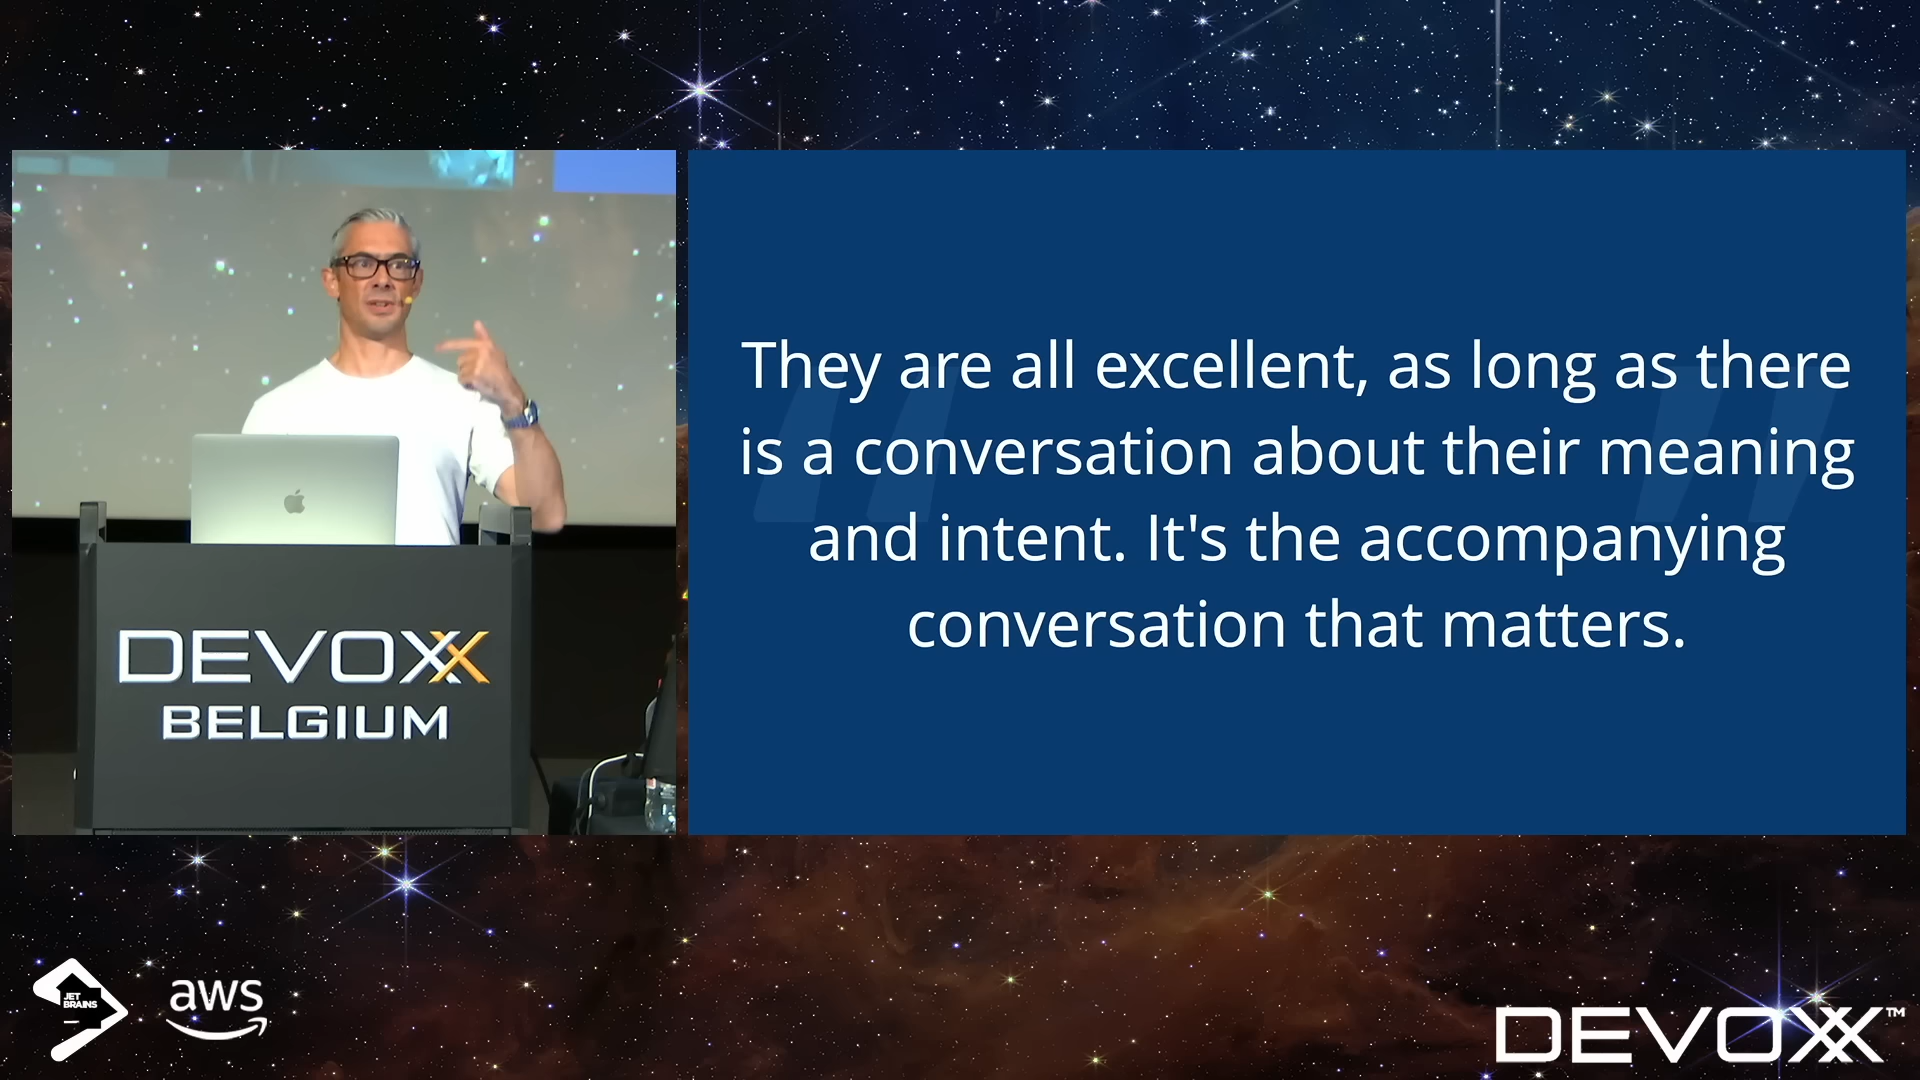 They are all excellent, as long as there
is a conversation about their meaning
and intent. It's the accompanying
conversation that matters.
DEVOXX
BELGIUM
JET
BRAINS
aws
DEVOXX™